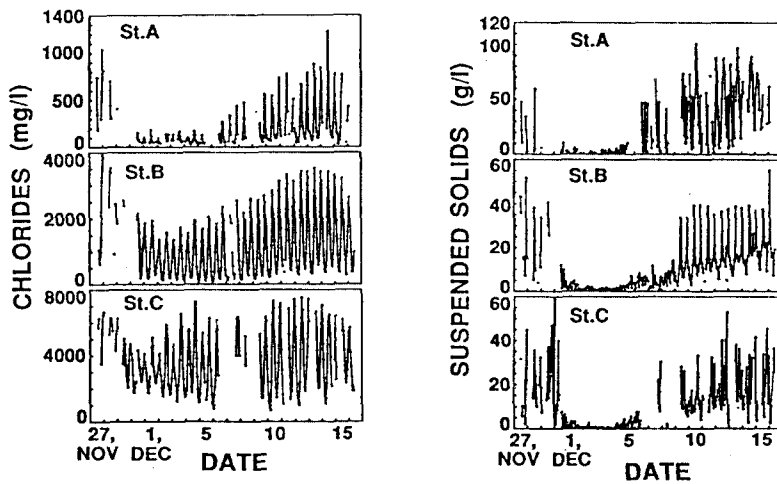 CHLORIDES (mg/l)
1400
1000
500
0
St.A
4000
2000
0
St.B
8000
4000
0
St.C
27, 1, 5 10 15
NOV DEC
DATE
SUSPENDED SOLIDS (g/l)
120
100
50
0
St.A
60
40
20
0
St.B
60
40
20
0
St.C
27, 1, 5 10 15
NOV DEC
DATE